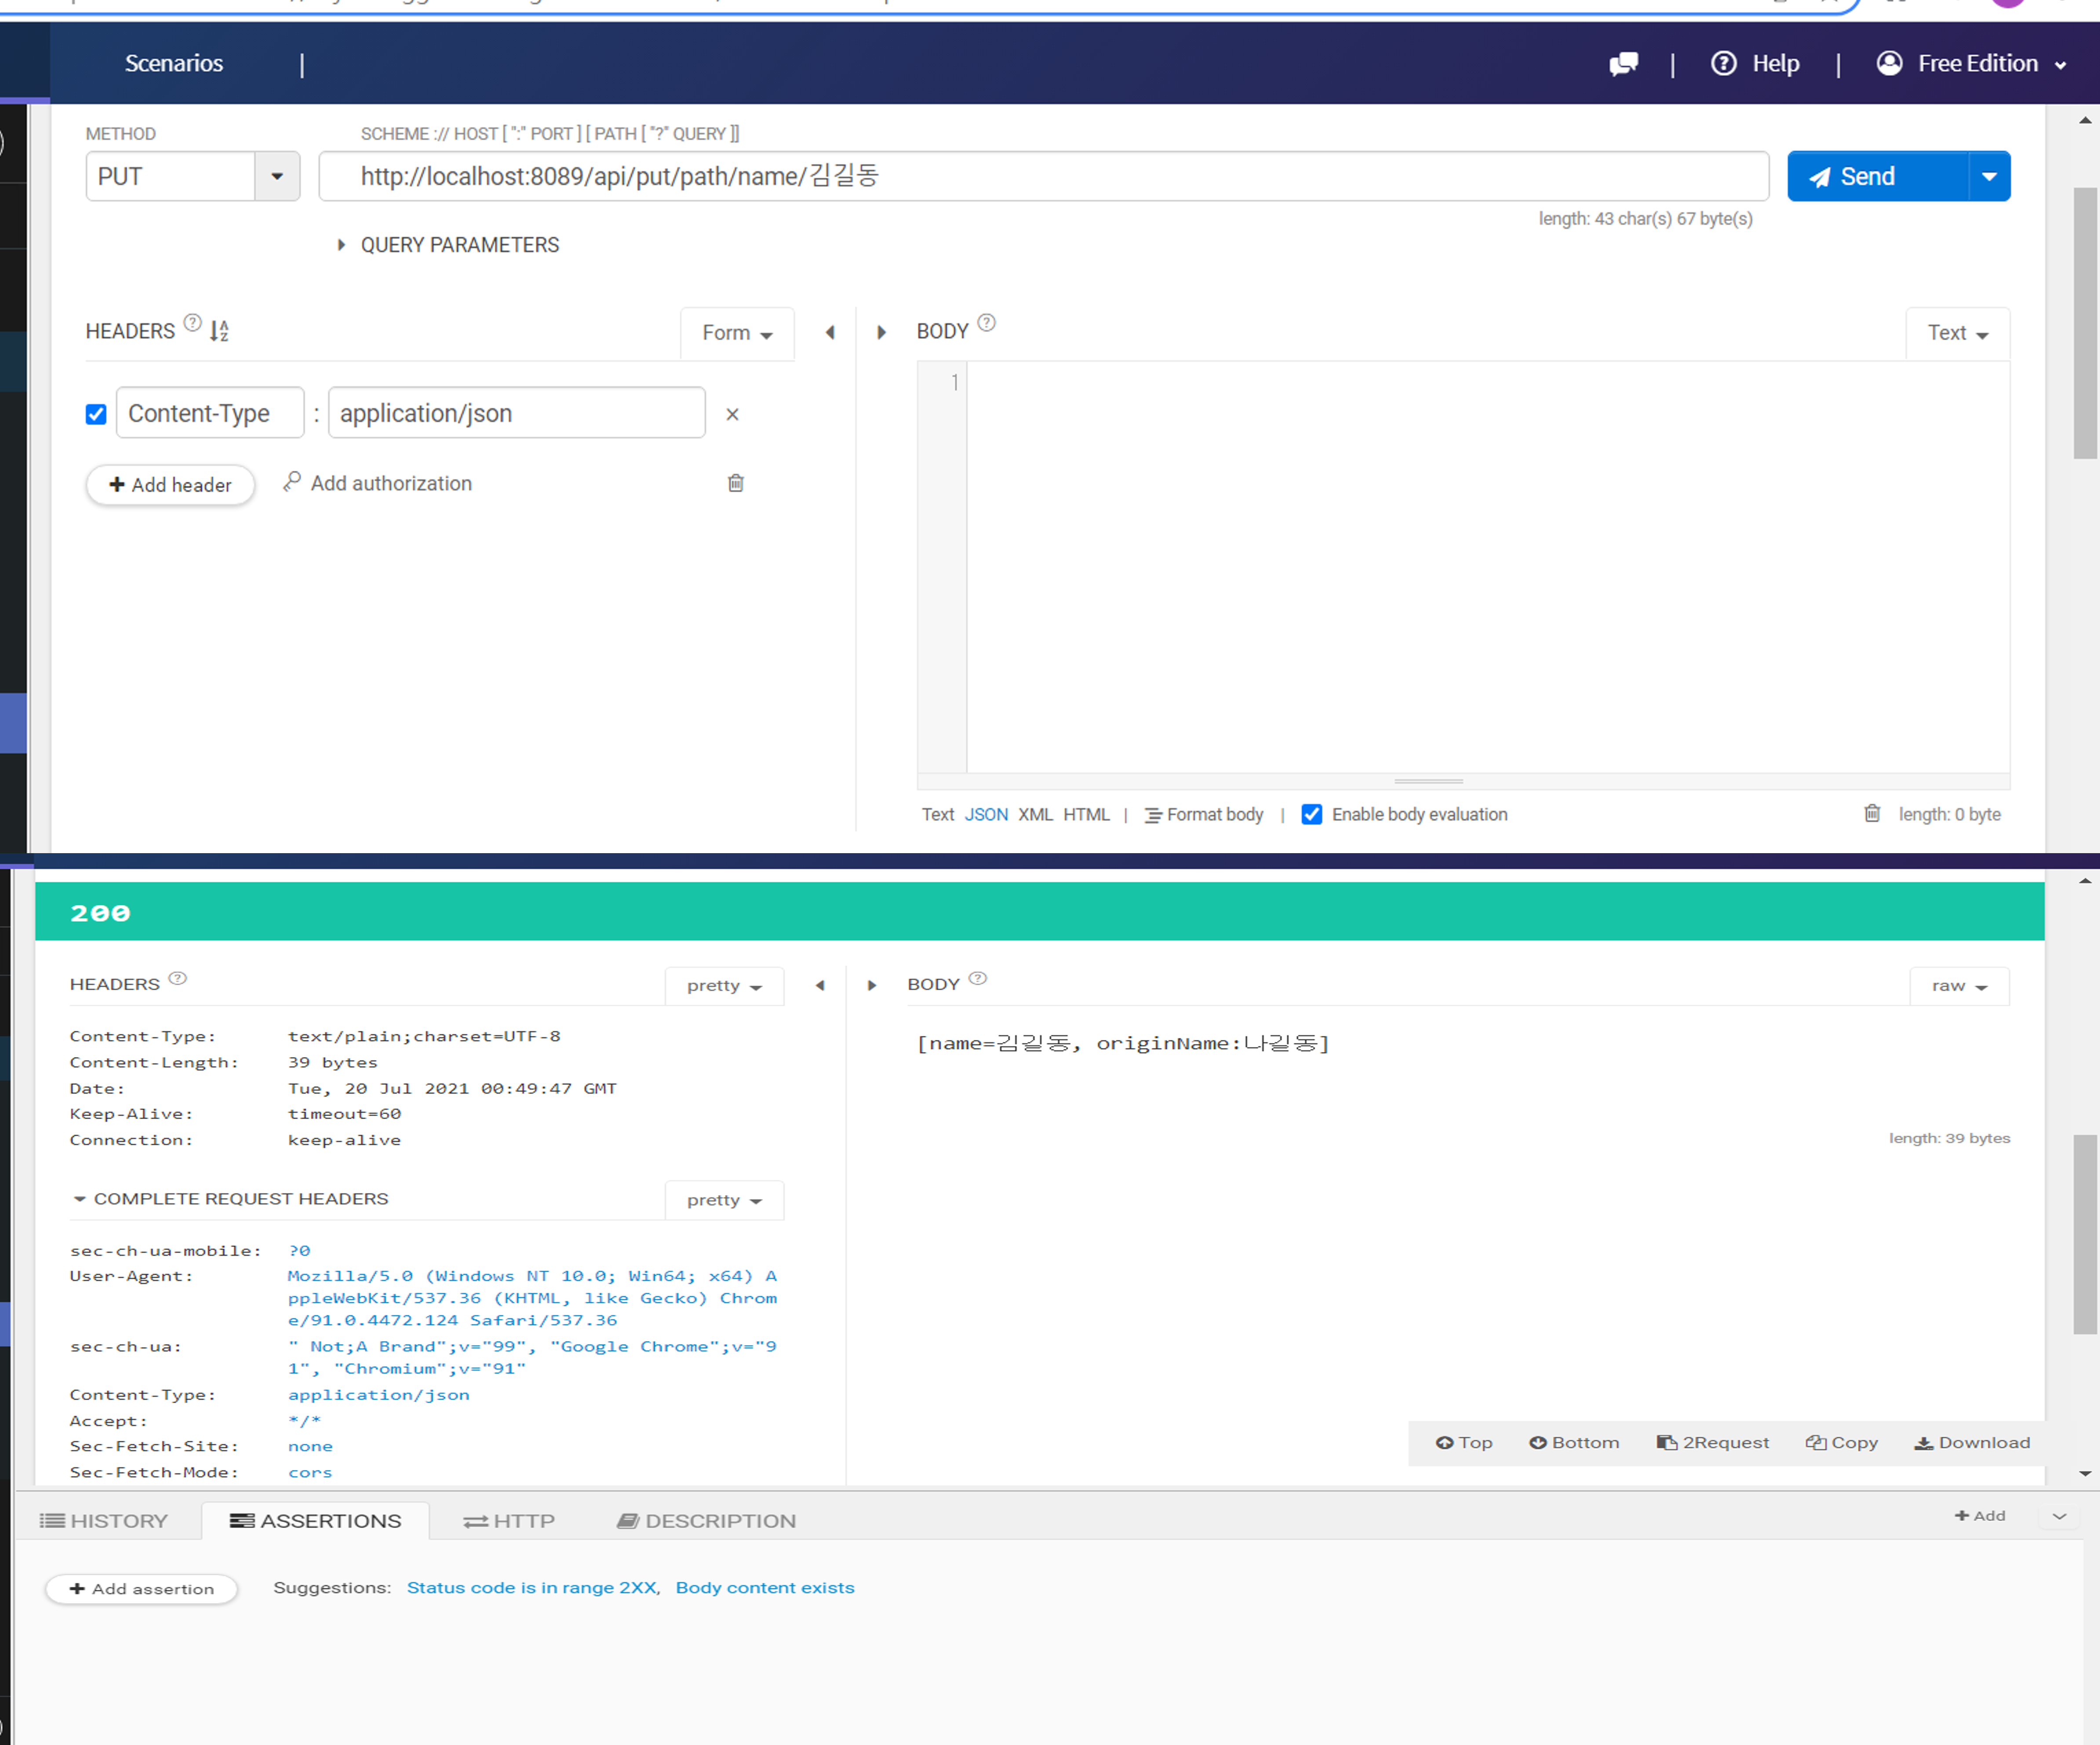 Scenarios | | Help | Free Edition
METHOD SCHEME :// HOST [ ":" PORT ] [ PATH [ "?" QUERY ]]
PUT http://localhost:8089/api/put/path/name/김길동 Send
length: 43 char(s) 67 byte(s)
QUERY PARAMETERS
HEADERS ? Form BODY ? Text
1
Content-Type : application/json ×
+ Add header Add authorization
Text JSON XML HTML | Format body | Enable body evaluation length: 0 byte
200
HEADERS ? pretty BODY ? raw
Content-Type: text/plain;charset=UTF-8
[name=김길동, originName:나길동]
Content-Length: 39 bytes
Date: Tue, 20 Jul 2021 00:49:47 GMT
Keep-Alive: timeout=60
Connection: keep-alive
length: 39 bytes
COMPLETE REQUEST HEADERS pretty
sec-ch-ua-mobile: ?0
User-Agent: Mozilla/5.0 (Windows NT 10.0; Win64; x64) A
ppleWebKit/537.36 (KHTML, like Gecko) Chrom
e/91.0.4472.124 Safari/537.36
sec-ch-ua: " Not;A Brand";v="99", "Google Chrome";v="9
1", "Chromium";v="91"
Content-Type: application/json
Accept: */*
Sec-Fetch-Site: none
Sec-Fetch-Mode: cors
Top Bottom 2Request Copy Download
HISTORY ASSERTIONS HTTP DESCRIPTION + Add
+ Add assertion Suggestions: Status code is in range 2XX, Body content exists